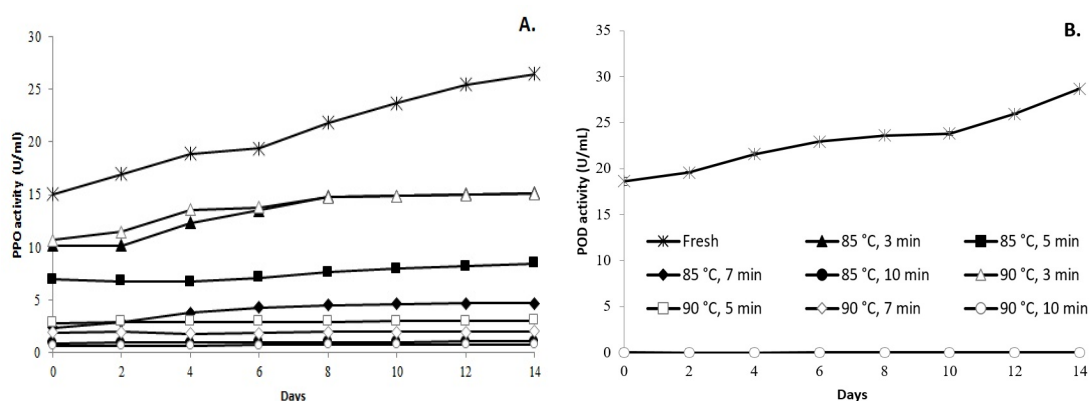 A.
PPO activity (U/ml)
30
25
20
15
10
5
0
0 2 4 6 8 10 12 14
Days
B.
POD activity (U/mL)
35
30
25
20
15
10
5
0
Fresh 85 °C, 3 min 85 °C, 5 min
85 °C, 7 min 85 °C, 10 min 90 °C, 3 min
90 °C, 5 min 90 °C, 7 min 90 °C, 10 min
0 2 4 6 8 10 12 14
Days